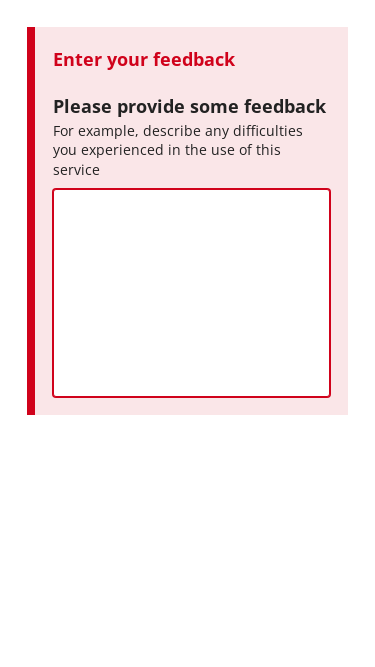 Enter your feedback
Please provide some feedback
For example, describe any difficulties
you experienced in the use of this
service